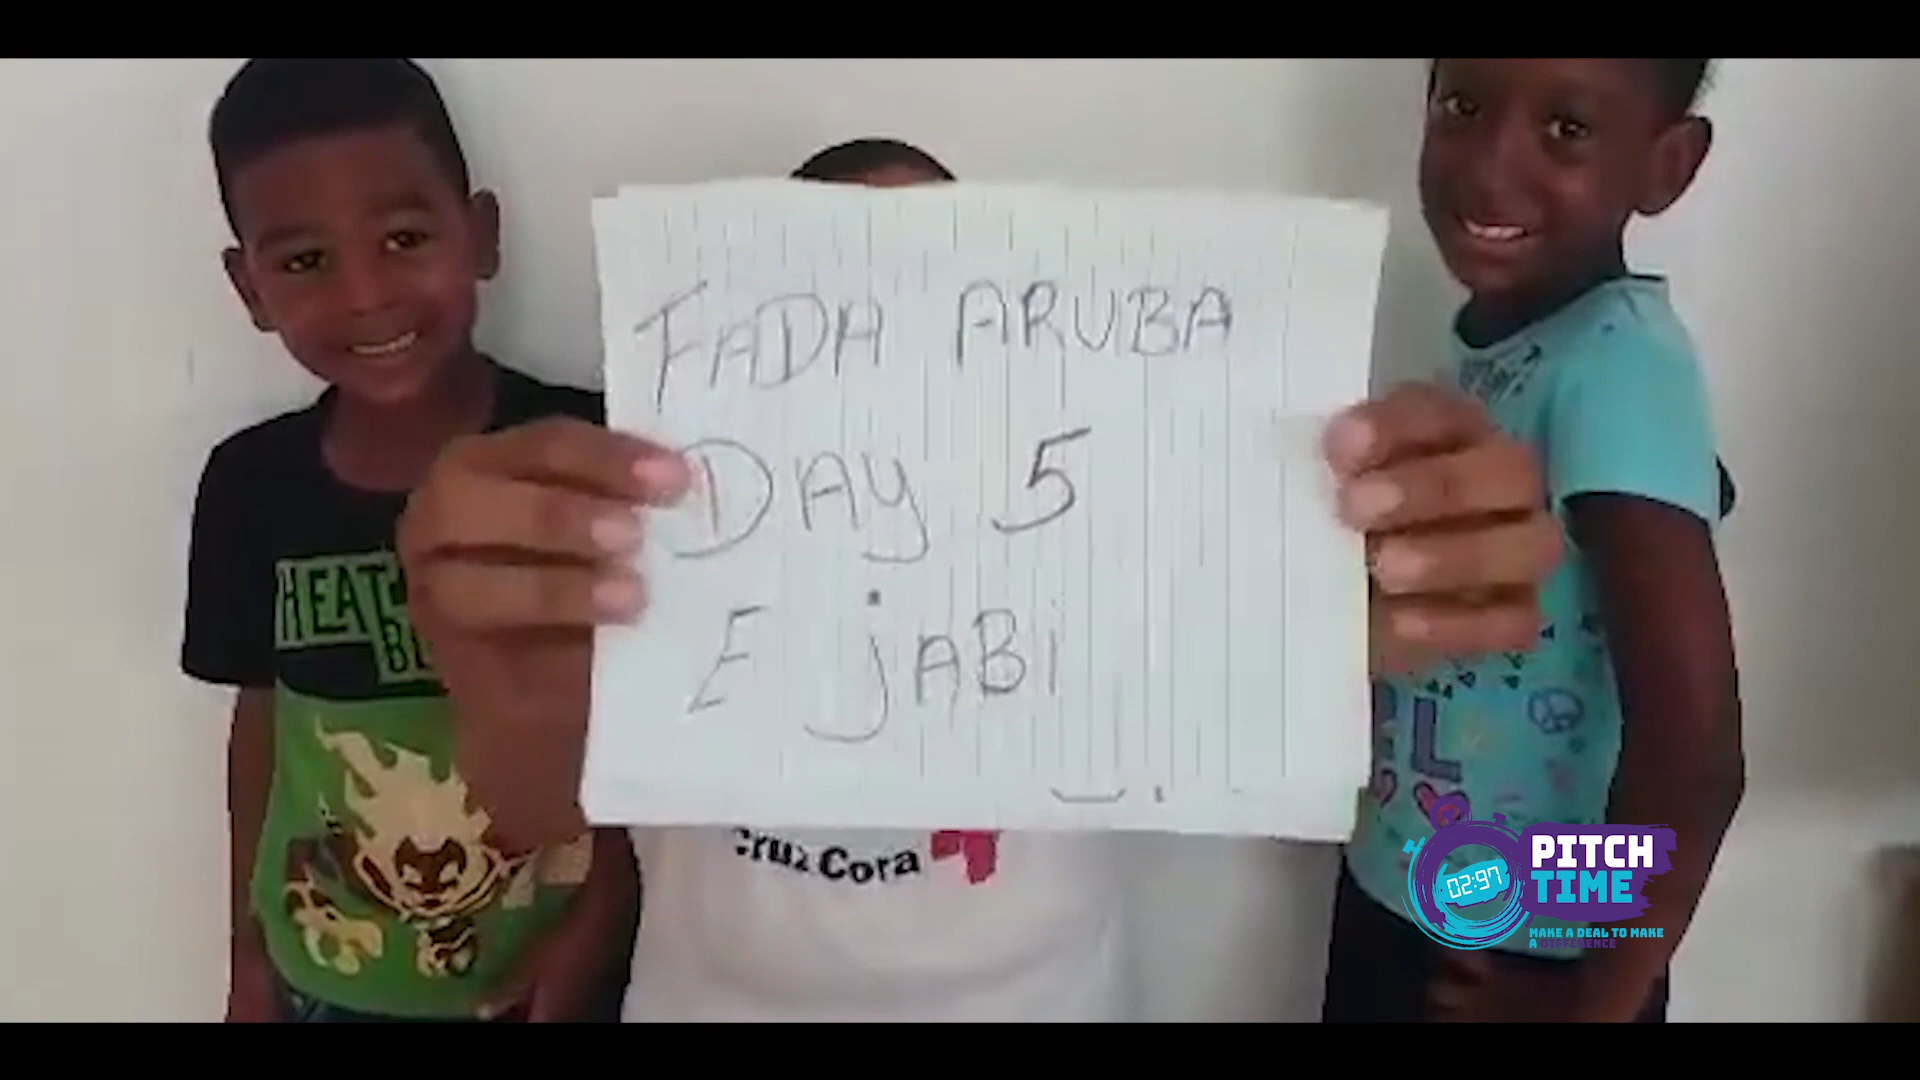 FADA ARUBA
DAY 5
E jABi
HEAT
Cruz Cora
02:97
PITCH
TIME
MAKE A DEAL TO MAKE
A DIFFERENCE